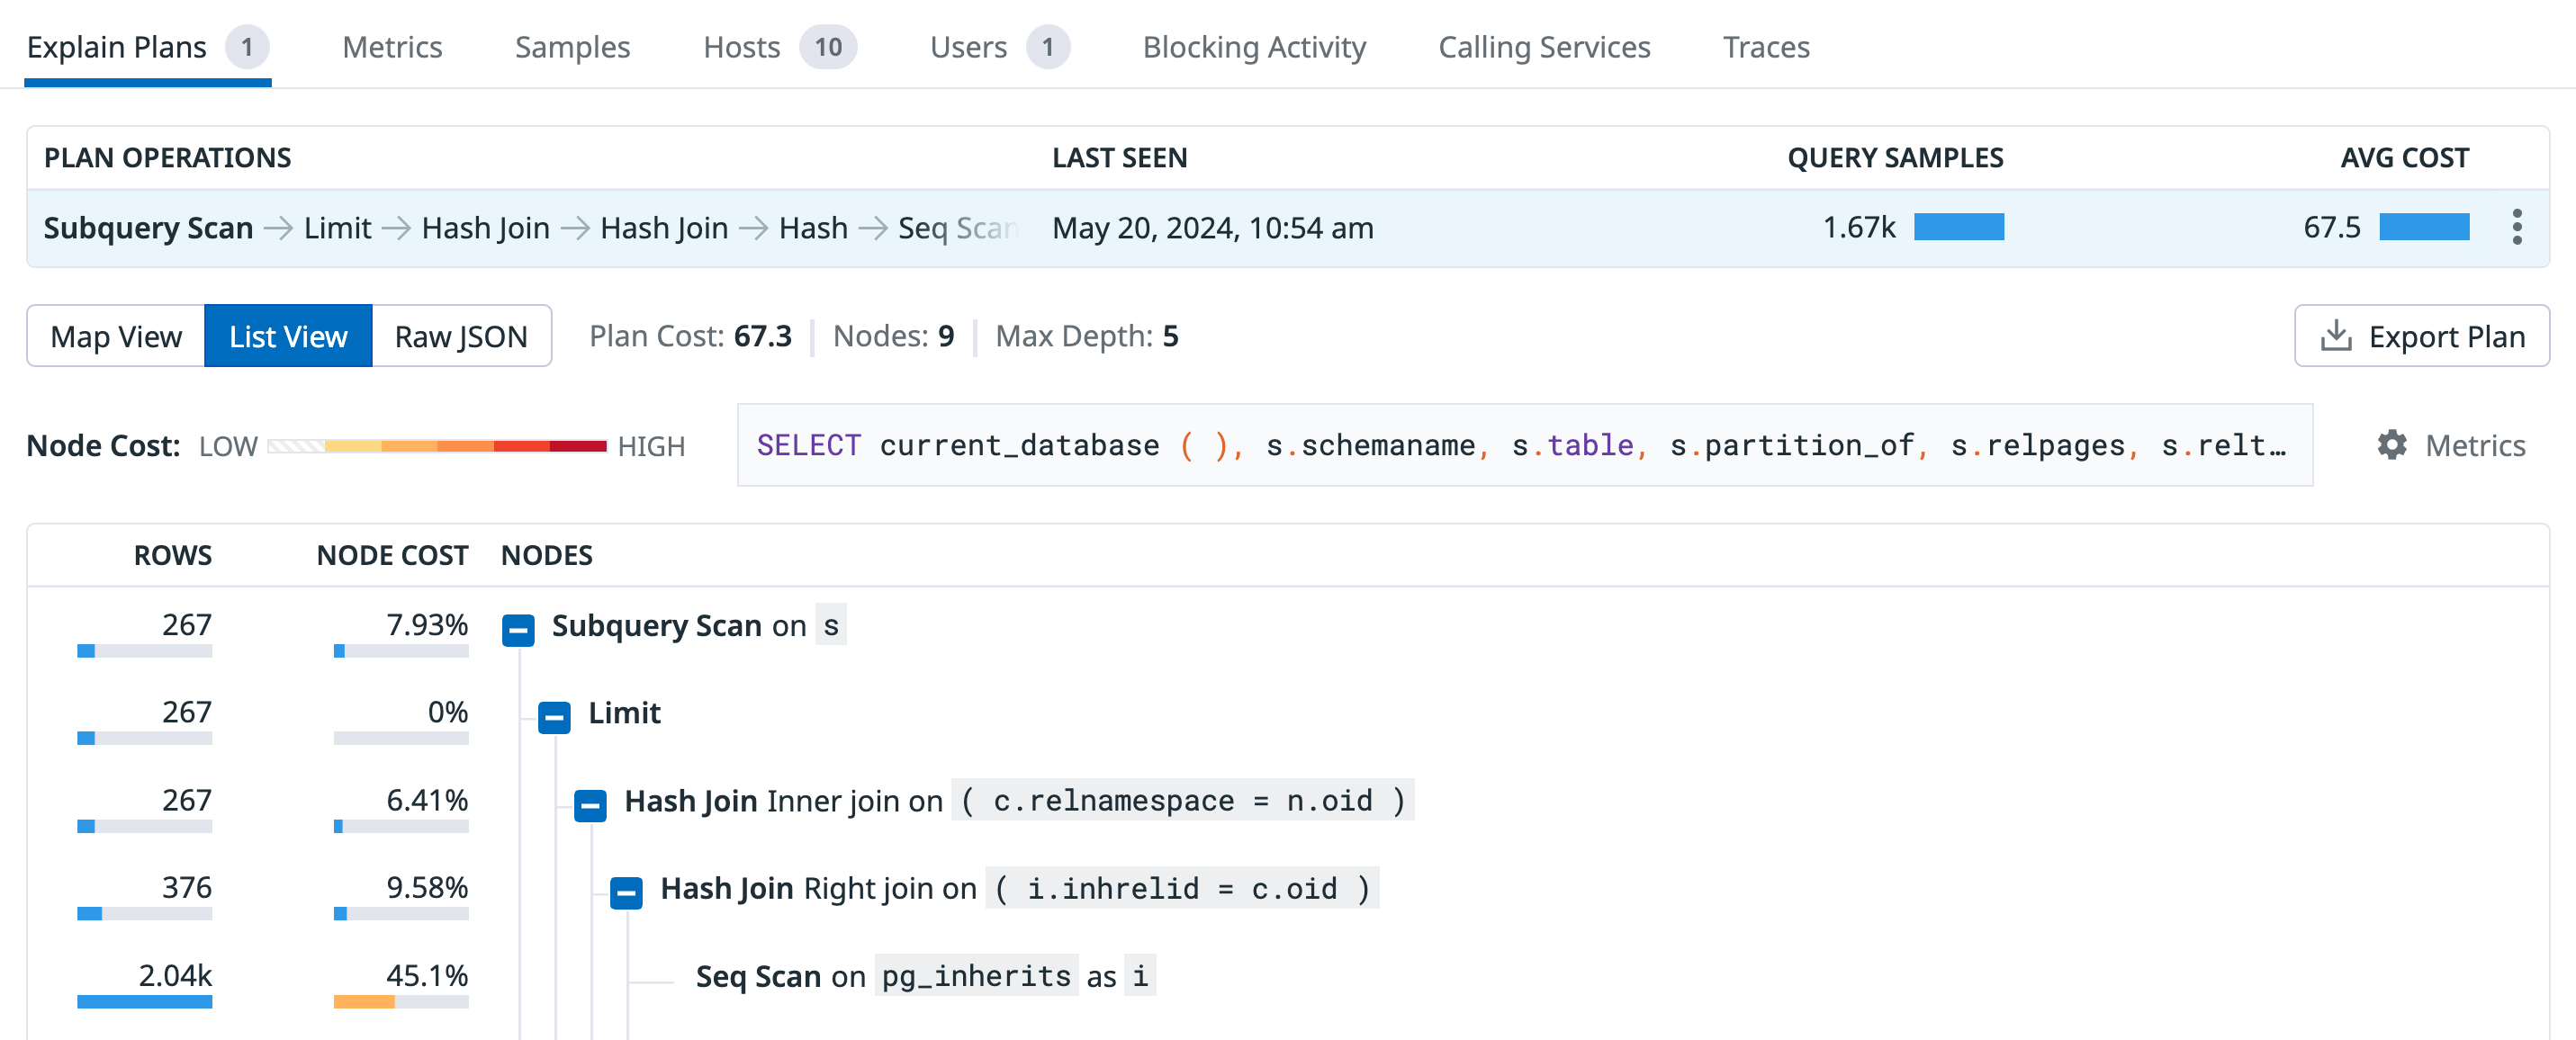 Explain Plans 1 Metrics Samples Hosts 10 Users 1 Blocking Activity Calling Services Traces
PLAN OPERATIONS LAST SEEN QUERY SAMPLES AVG COST
Subquery Scan → Limit → Hash Join → Hash Join → Hash → Seq Scan May 20, 2024, 10:54 am 1.67k 67.5
Map View List View Raw JSON Plan Cost: 67.3 Nodes: 9 Max Depth: 5 Export Plan
Node Cost: LOW HIGH SELECT current_database ( ), s.schemaname, s.table, s.partition_of, s.relpages, s.relt… Metrics
ROWS NODE COST NODES
267 7.93% Subquery Scan on s
267 0% Limit
267 6.41% Hash Join Inner join on ( c.relnamespace = n.oid )
376 9.58% Hash Join Right join on ( i.inhrelid = c.oid )
2.04k 45.1% Seq Scan on pg_inherits as i